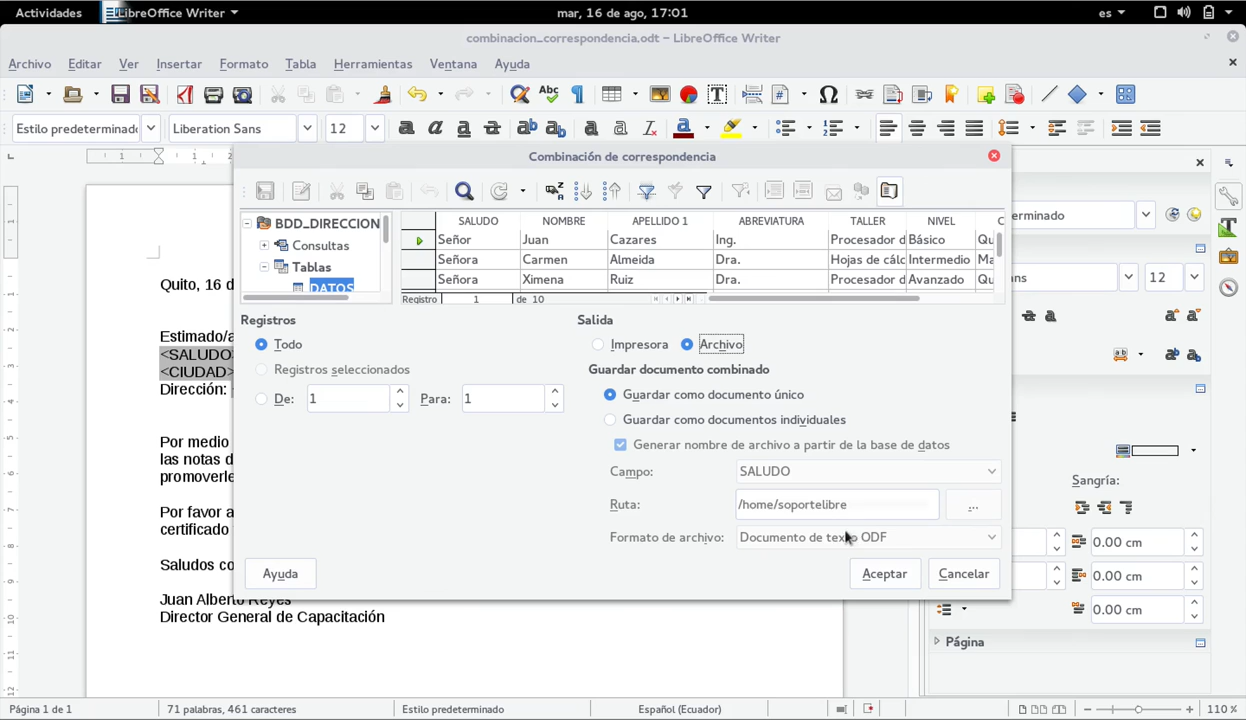 Actividades LibreOffice Writer mar, 16 de ago, 17:01 es
combinacion_correspondencia.odt – LibreOffice Writer
Archivo Editar Ver Insertar Formato Tabla Herramientas Ventana Ayuda
Estilo predeterminado Liberation Sans 12
Combinación de correspondencia
BDD_DIRECCION
Consultas
Tablas
DATOS
SALUDO NOMBRE APELLIDO 1 ABREVIATURA TALLER NIVEL C
Señor Juan Cazares Ing. Procesador d Básico Qu
Señora Carmen Almeida Dra. Hojas de cálc Intermedio Ma
Señora Ximena Ruiz Dra. Procesador d Avanzado Qu
Registro 1 de 10
Registros
Todo
Registros seleccionados
De: 1 Para: 1
Salida
Impresora Archivo
Guardar documento combinado
Guardar como documento único
Guardar como documentos individuales
Generar nombre de archivo a partir de la base de datos
Campo: SALUDO
Ruta: /home/soportelibre ...
Formato de archivo: Documento de texto ODF
Ayuda Aceptar Cancelar
Quito, 16 d
Estimado/a
<SALUDO
<CIUDAD>
Dirección:
Por medio
las notas d
promoverle
Por favor a
certificado
Saludos co
Juan Alberto Reyes
Director General de Capacitación
erminado
ns 12
Sangría:
0.00 cm
0.00 cm
0.00 cm
Página
Página 1 de 1 71 palabras, 461 caracteres Estilo predeterminado Español (Ecuador) 110 %